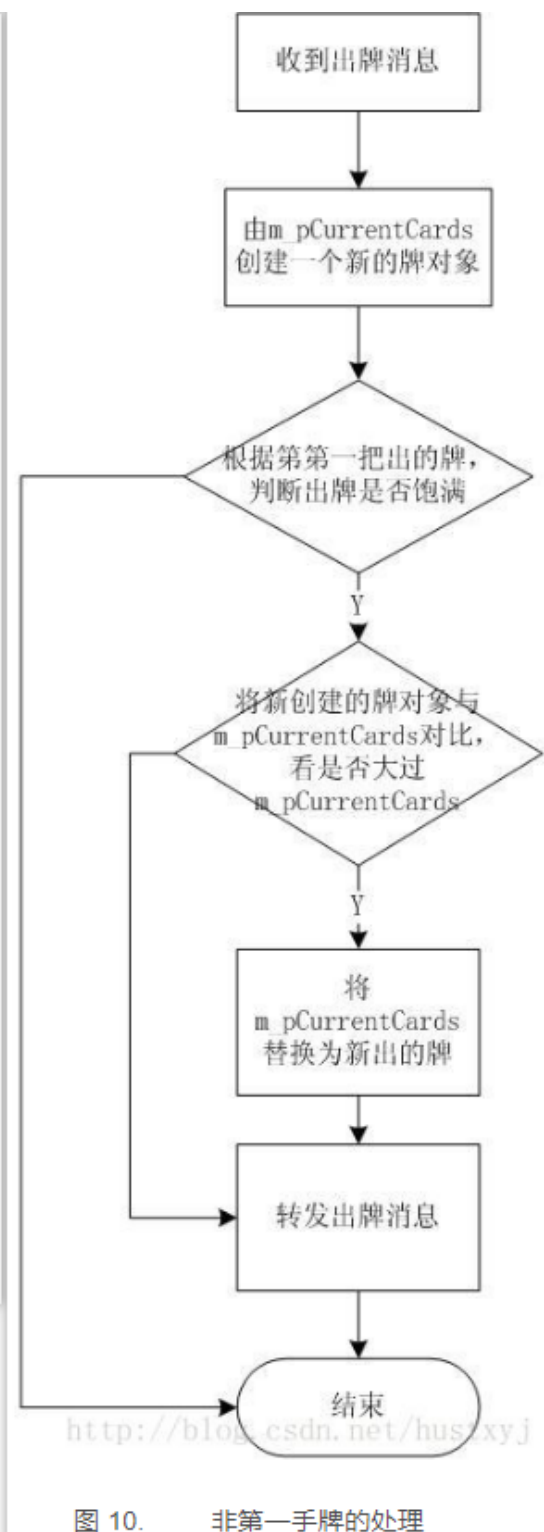 收到出牌消息
由m_pCurrentCards
创建一个新的牌对象
根据第第一把出的牌，
判断出牌是否饱满
Y
将新创建的牌对象与
m_pCurrentCards对比，
看是否大过
m_pCurrentCards
Y
将
m_pCurrentCards
替换为新出的牌
转发出牌消息
结束
http://blog.csdn.net/hustxyj
图 10. 非第一手牌的处理